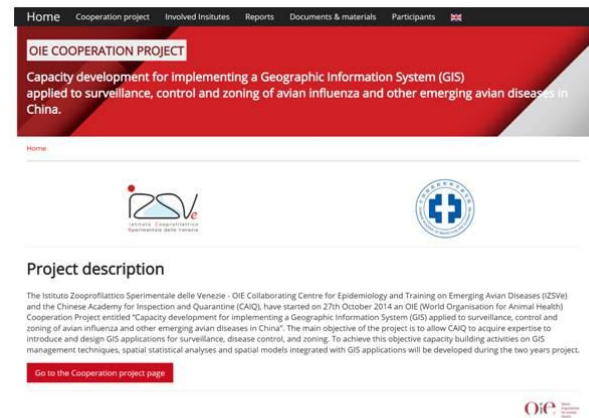 Home Cooperation project Involved Insitutes Reports Documents & materials Participants
OIE COOPERATION PROJECT
Capacity development for implementing a Geographic Information System (GIS)
applied to surveillance, control and zoning of avian influenza and other emerging avian diseases in
China.
Home
IZSVe
Istituto Zooprofilattico
Sperimentale delle Venezie
Project description
The Istituto Zooprofilattico Sperimentale delle Venezie - OIE Collaborating Centre for Epidemiology and Training on Emerging Avian Diseases (IZSVe)
and the Chinese Academy for Inspection and Quarantine (CAIQ), have started on 27th October 2014 an OIE (World Organisation for Animal Health)
Cooperation Project entitled "Capacity development for implementing a Geographic Information System (GIS) applied to surveillance, control and
zoning of avian influenza and other emerging avian diseases in China". The main objective of the project is to allow CAIQ to acquire expertise to
introduce and design GIS applications for surveillance, disease control, and zoning. To achieve this objective capacity building activities on GIS
management techniques, spatial statistical analyses and spatial models integrated with GIS applications will be developed during the two years project.
Go to the Cooperation project page
Oie